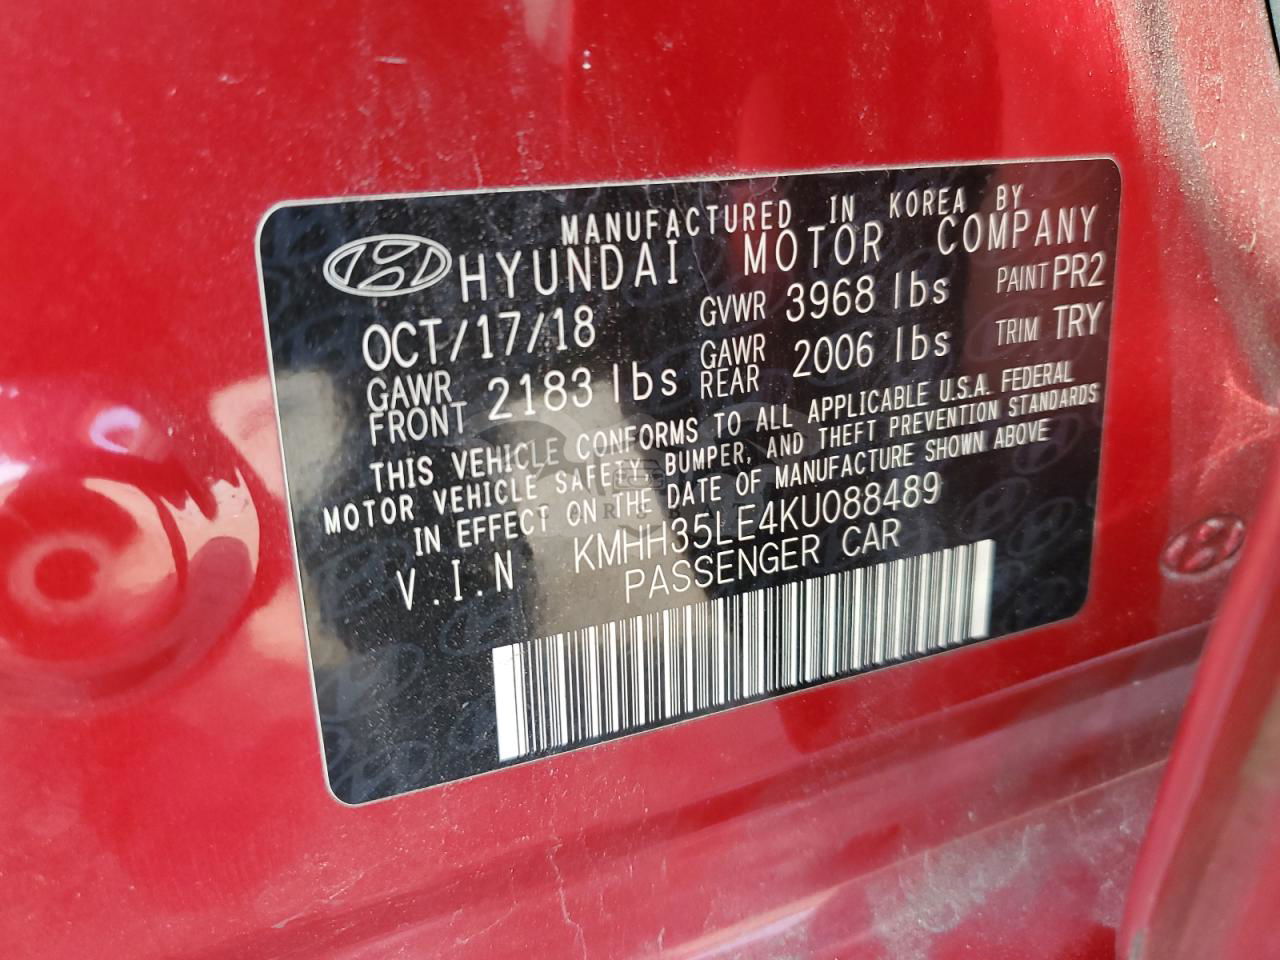 MANUFACTURED IN KOREA BY
HYUNDAI MOTOR COMPANY
OCT/17/18 GVWR 3968 lbs PAINT PR2
GAWR FRONT 2183 lbs GAWR REAR 2006 lbs TRIM TRY
THIS VEHICLE CONFORMS TO ALL APPLICABLE U.S.A. FEDERAL
MOTOR VEHICLE SAFETY, BUMPER, AND THEFT PREVENTION STANDARDS
IN EFFECT ON THE DATE OF MANUFACTURE SHOWN ABOVE
V.I.N KMHH35LE4KU088489
PASSENGER CAR